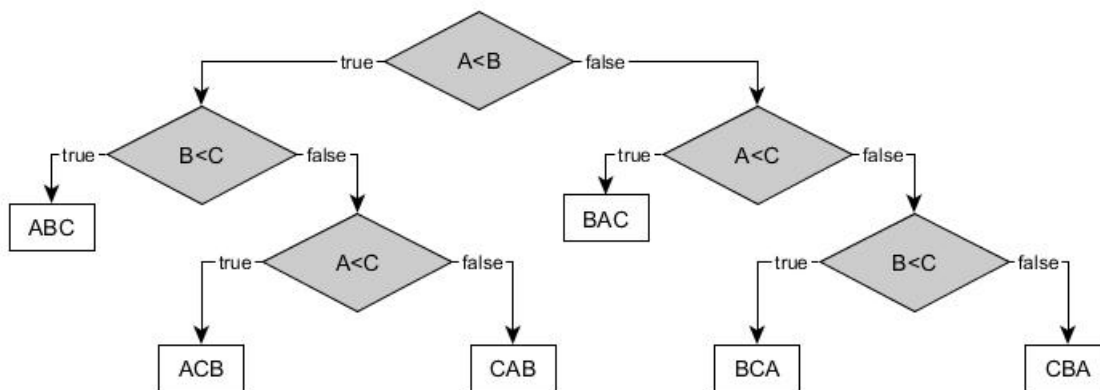 A<B
true
false
B<C
A<C
true
false
true
false
ABC
BAC
A<C
B<C
true
false
true
false
ACB
CAB
BCA
CBA